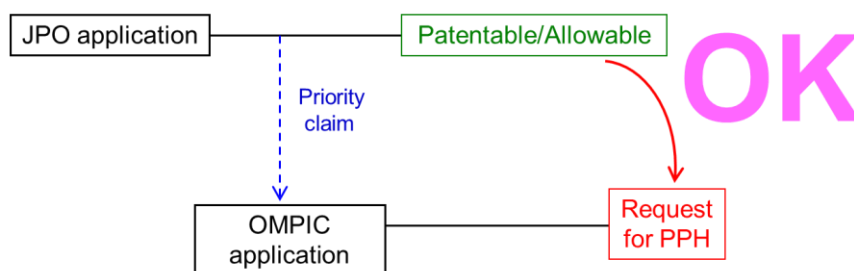 JPO application
Patentable/Allowable
OK
Priority
claim
OMPIC
application
Request
for PPH